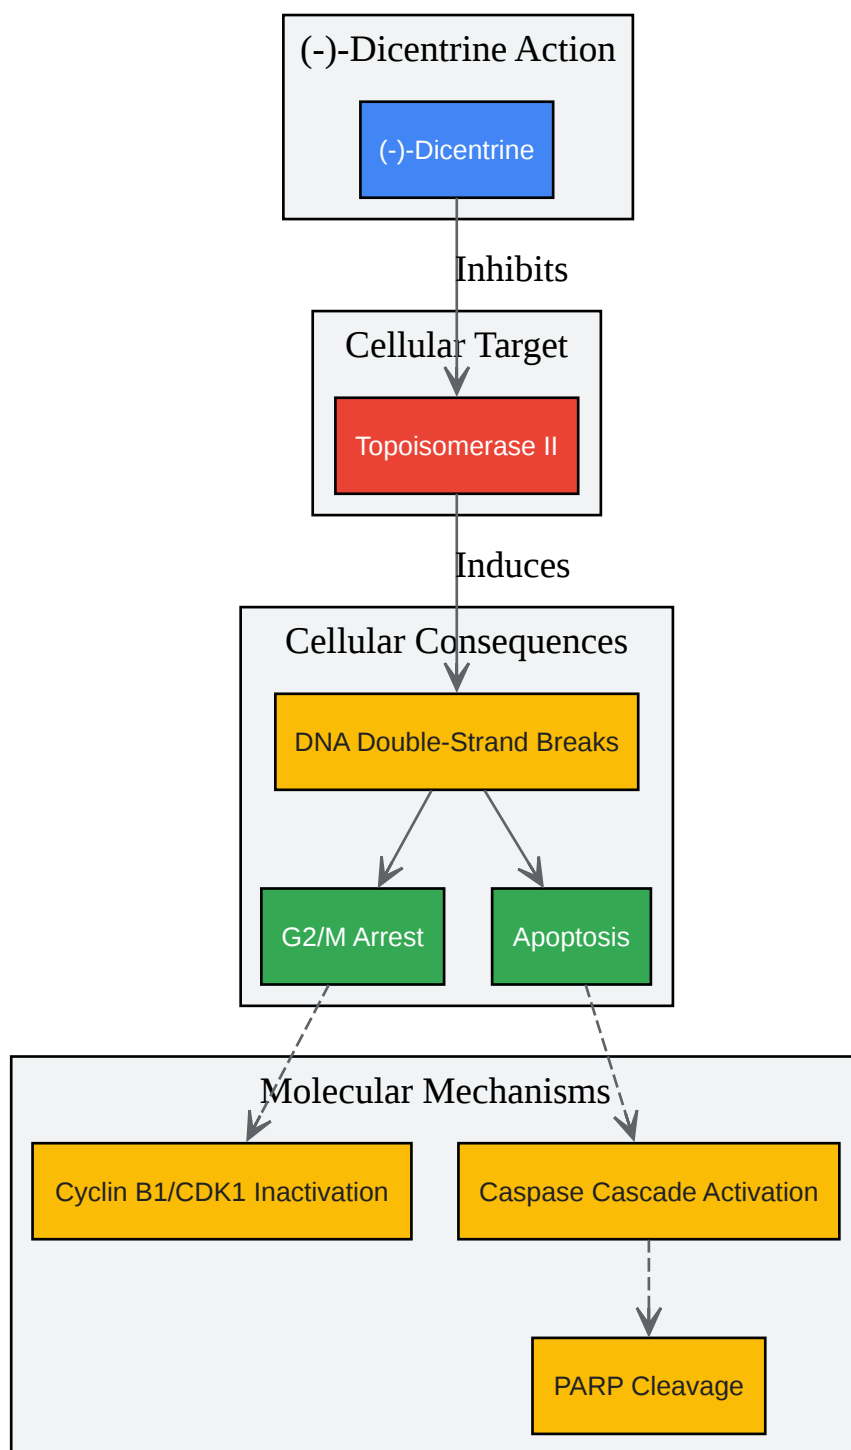 (-)-Dicentrine Action
(-)-Dicentrine
Inhibits
Cellular Target
Topoisomerase II
Induces
Cellular Consequences
DNA Double-Strand Breaks
G2/M Arrest
Apoptosis
Molecular Mechanisms
Cyclin B1/CDK1 Inactivation
Caspase Cascade Activation
PARP Cleavage